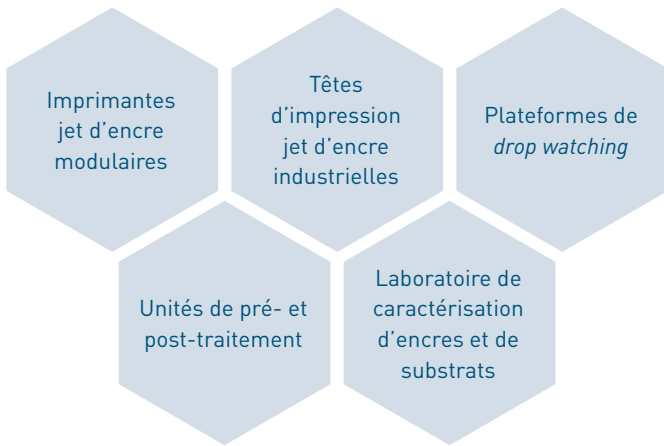 Imprimantes
jet d'encre
modulaires
Têtes
d'impression
jet d'encre
industrielles
Plateformes de
drop watching
Unités de pré- et
post-traitement
Laboratoire de
caractérisation
d'encres et de
substrats